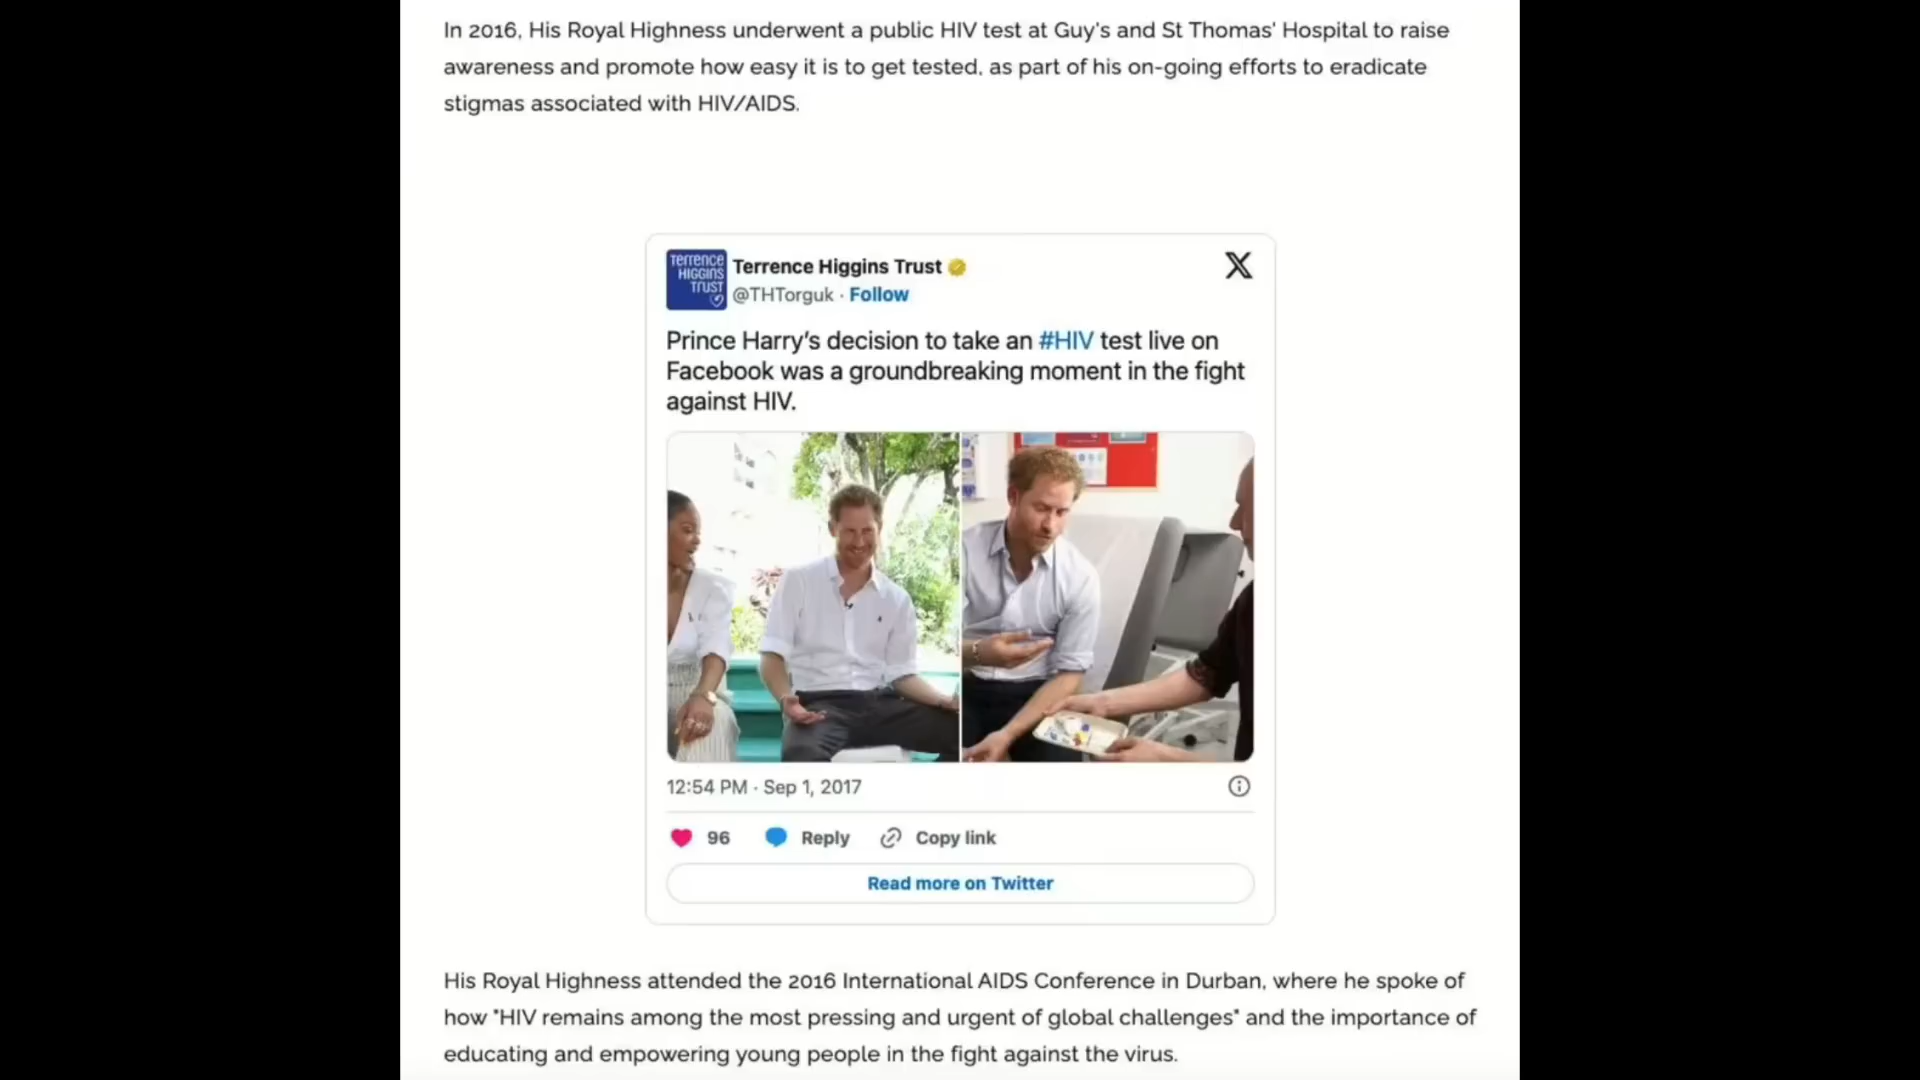 In 2016, His Royal Highness underwent a public HIV test at Guy's and St Thomas' Hospital to raise
awareness and promote how easy it is to get tested, as part of his on-going efforts to eradicate
stigmas associated with HIV/AIDS.
Terrence
HIGGINS
TRUST
Terrence Higgins Trust
@THTorguk · Follow
Prince Harry's decision to take an #HIV test live on
Facebook was a groundbreaking moment in the fight
against HIV.
12:54 PM · Sep 1, 2017
96 Reply Copy link
Read more on Twitter
His Royal Highness attended the 2016 International AIDS Conference in Durban, where he spoke of
how "HIV remains among the most pressing and urgent of global challenges" and the importance of
educating and empowering young people in the fight against the virus.